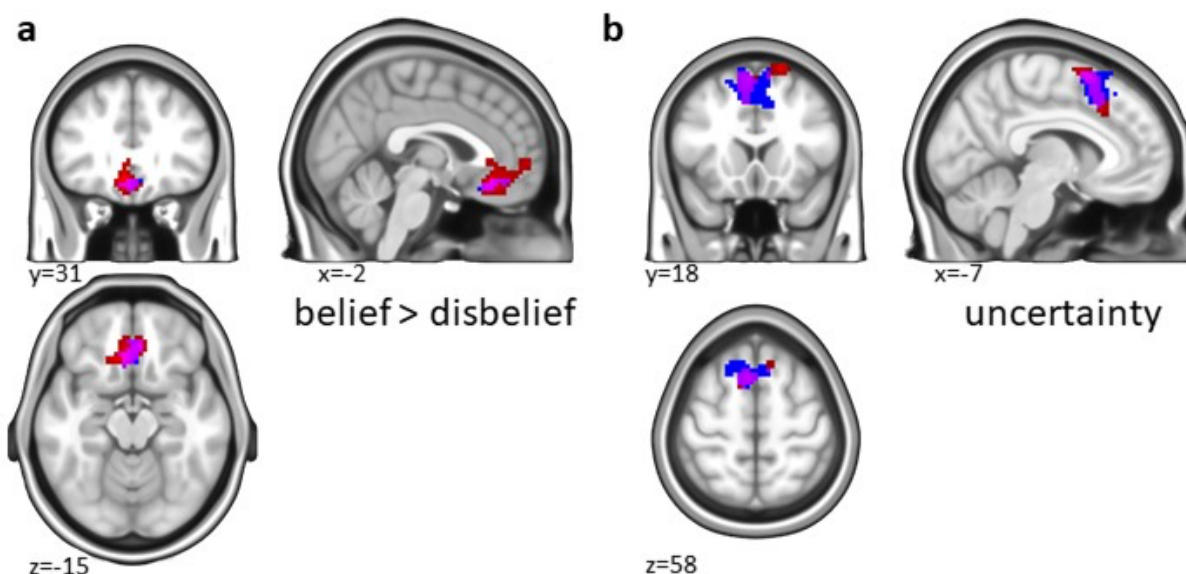 a
b
y=31
x=-2
belief > disbelief
z=-15
y=18
x=-7
uncertainty
z=58